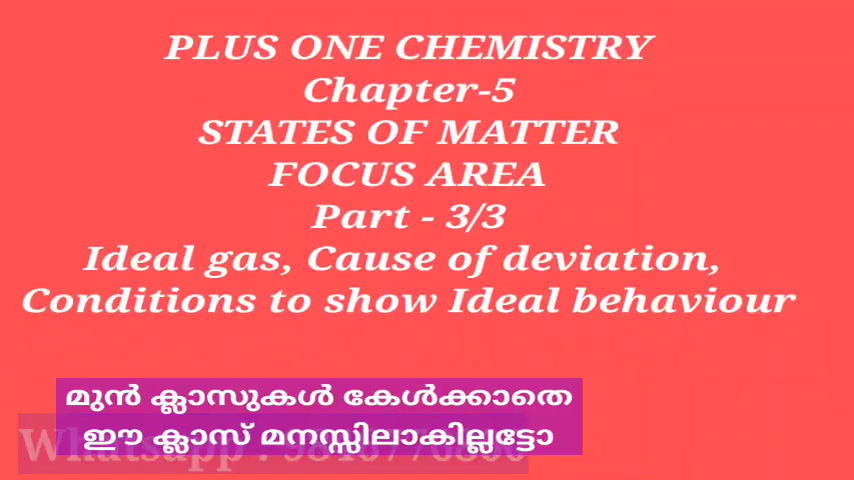 PLUS ONE CHEMISTRY
Chapter-5
STATES OF MATTER
FOCUS AREA
Part - 3/3
Ideal gas, Cause of deviation,
Conditions to show Ideal behaviour
മുൻ ക്ലാസുകൾ കേൾക്കാതെ
ഈ ക്ലാസ് മനസ്സിലാകില്ലട്ടോ
Whatsapp :